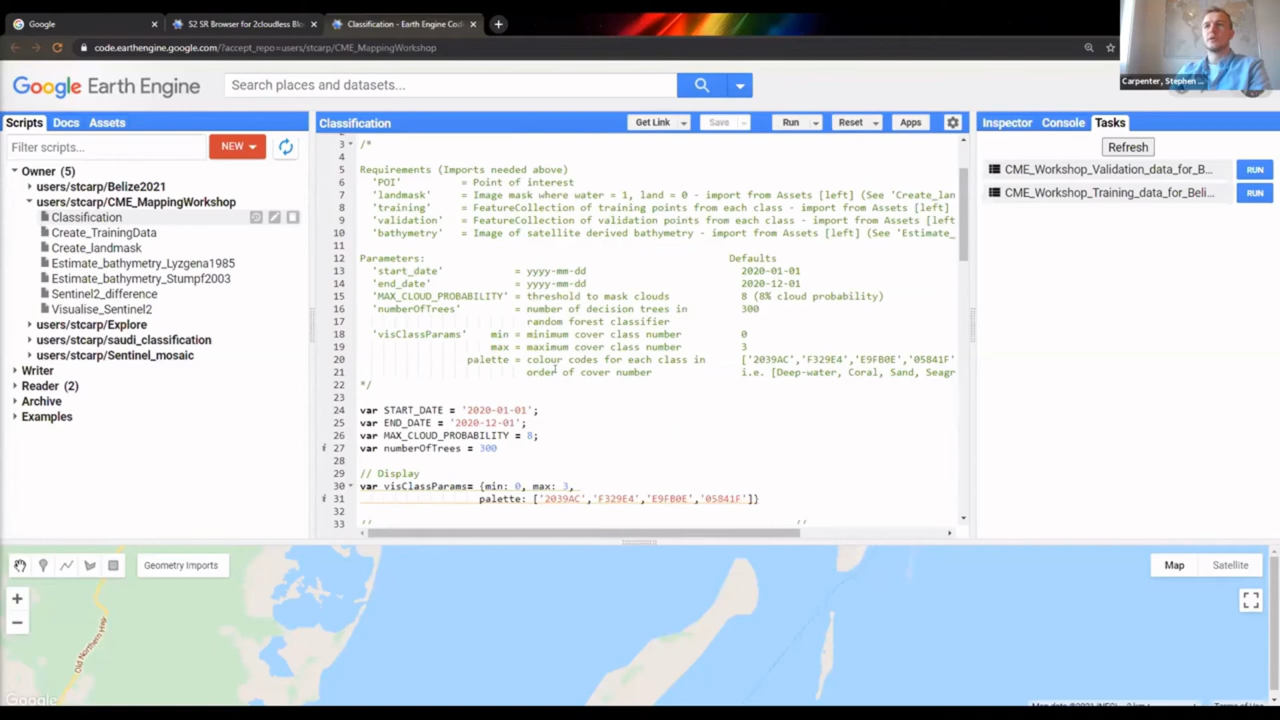 Google
S2 SR Browser for 2cloudless Blo
Classification - Earth Engine Cod
code.earthengine.google.com/?accept_repo=users/stcarp/CME_MappingWorkshop
Carpenter, Stephen ...
Google Earth Engine
Search places and datasets...
Scripts Docs Assets
Filter scripts...
NEW
Owner (5)
users/stcarp/Belize2021
users/stcarp/CME_MappingWorkshop
Classification
Create_TrainingData
Create_landmask
Estimate_bathymetry_Lyzgena1985
Estimate_bathymetry_Stumpf2003
Sentinel2_difference
Visualise_Sentinel2
users/stcarp/Explore
users/stcarp/saudi_classification
users/stcarp/Sentinel_mosaic
Writer
Reader (2)
Archive
Examples
Classification
Get Link Save Run Reset Apps
3 /*
4
5 Requirements (Imports needed above)
6 'POI' = Point of interest
7 'landmask' = Image mask where water = 1, land = 0 - import from Assets [left] (See 'Create_lan
8 'training' = FeatureCollection of training points from each class - import from Assets [left]
9 'validation' = FeatureCollection of validation points from each class - import from Assets [left
10 'bathymetry' = Image of satellite derived bathymetry - import from Assets [left] (See 'Estimate_
11
12 Parameters: Defaults
13 'start_date' = yyyy-mm-dd 2020-01-01
14 'end_date' = yyyy-mm-dd 2020-12-01
15 'MAX_CLOUD_PROBABILITY' = threshold to mask clouds 8 (8% cloud probability)
16 'numberOfTrees' = number of decision trees in 300
17 random forest classifier
18 'visClassParams' min = minimum cover class number 0
19 max = maximum cover class number 3
20 palette = colour codes for each class in ['2039AC','F329E4','E9FB0E','05841F'
21 order of cover number i.e. [Deep-water, Coral, Sand, Seagr
22 */
23
24 var START_DATE = '2020-01-01';
25 var END_DATE = '2020-12-01';
26 var MAX_CLOUD_PROBABILITY = 8;
27 var numberOfTrees = 300
28
29 // Display
30 var visClassParams= {min: 0, max: 3,
31 palette: ['2039AC','F329E4','E9FB0E','05841F']}
32
33 // //
Inspector Console Tasks
Refresh
CME_Workshop_Validation_data_for_B... RUN
CME_Workshop_Training_data_for_Beli... RUN
Geometry Imports
Map Satellite
Old Northern Hwy
Google